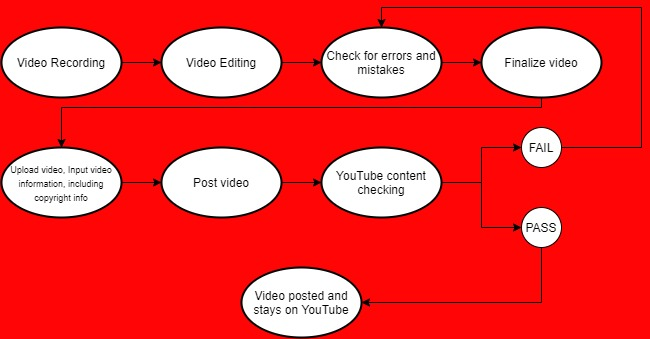 Video Recording
Video Editing
Check for errors and
mistakes
Finalize video
Upload video, Input video
information, including
copyright info
Post video
YouTube content
checking
FAIL
PASS
Video posted and
stays on YouTube